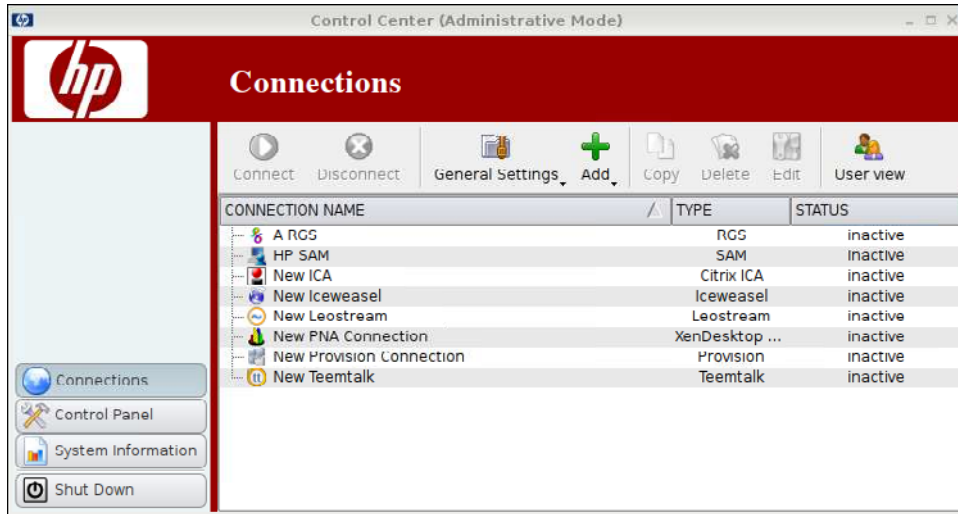 Control Center (Administrative Mode)
hp
Connections
Connect Disconnect General Settings Add Copy Delete Edit User view
CONNECTION NAME TYPE STATUS
A RGS RGS inactive
HP SAM SAM inactive
New ICA Citrix ICA inactive
New Iceweasel Iceweasel inactive
New Leostream Leostream inactive
New PNA Connection XenDesktop ... inactive
New Provision Connection Provision inactive
New Teemtalk Teemtalk inactive
Connections
Control Panel
System Information
Shut Down